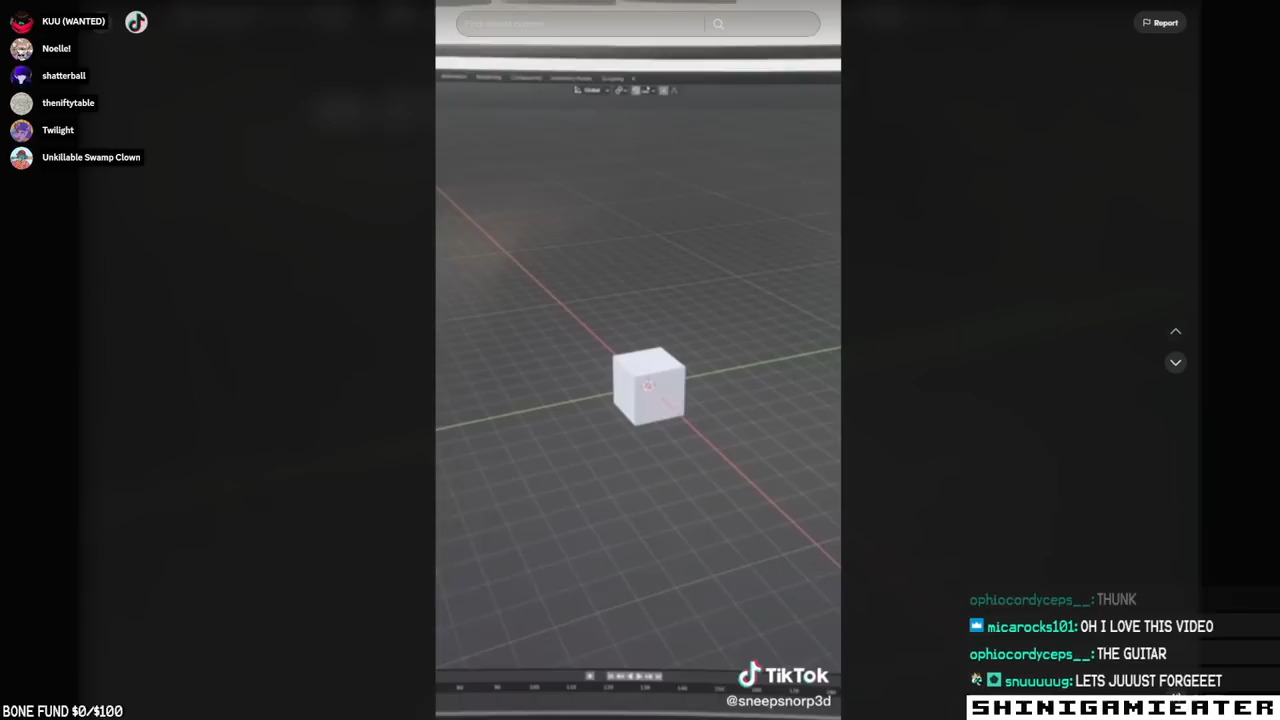 KUU (WANTED)
Noelle!
shatterball
theniftytable
Twilight
Unkillable Swamp Clown
Report
Global
TikTok
@sneepsnorp3d
ophiocordyceps__: THUNK
micarocks101: OH I LOVE THIS VIDEO
ophiocordyceps__: THE GUITAR
snuuuuug: LETS JUUUST FORGEEET
SHINIGAMIEATER
BONE FUND $0/$100